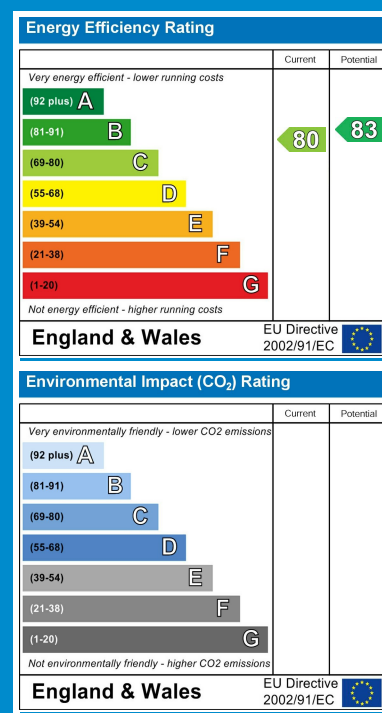 Energy Efficiency Rating
Current Potential
Very energy efficient - lower running costs
(92 plus) A
(81-91) B
(69-80) C
(55-68) D
(39-54) E
(21-38) F
(1-20) G
80
83
Not energy efficient - higher running costs
England & Wales
EU Directive
2002/91/EC
Environmental Impact (CO₂) Rating
Current Potential
Very environmentally friendly - lower CO2 emissions
(92 plus) A
(81-91) B
(69-80) C
(55-68) D
(39-54) E
(21-38) F
(1-20) G
Not environmentally friendly - higher CO2 emissions
England & Wales
EU Directive
2002/91/EC